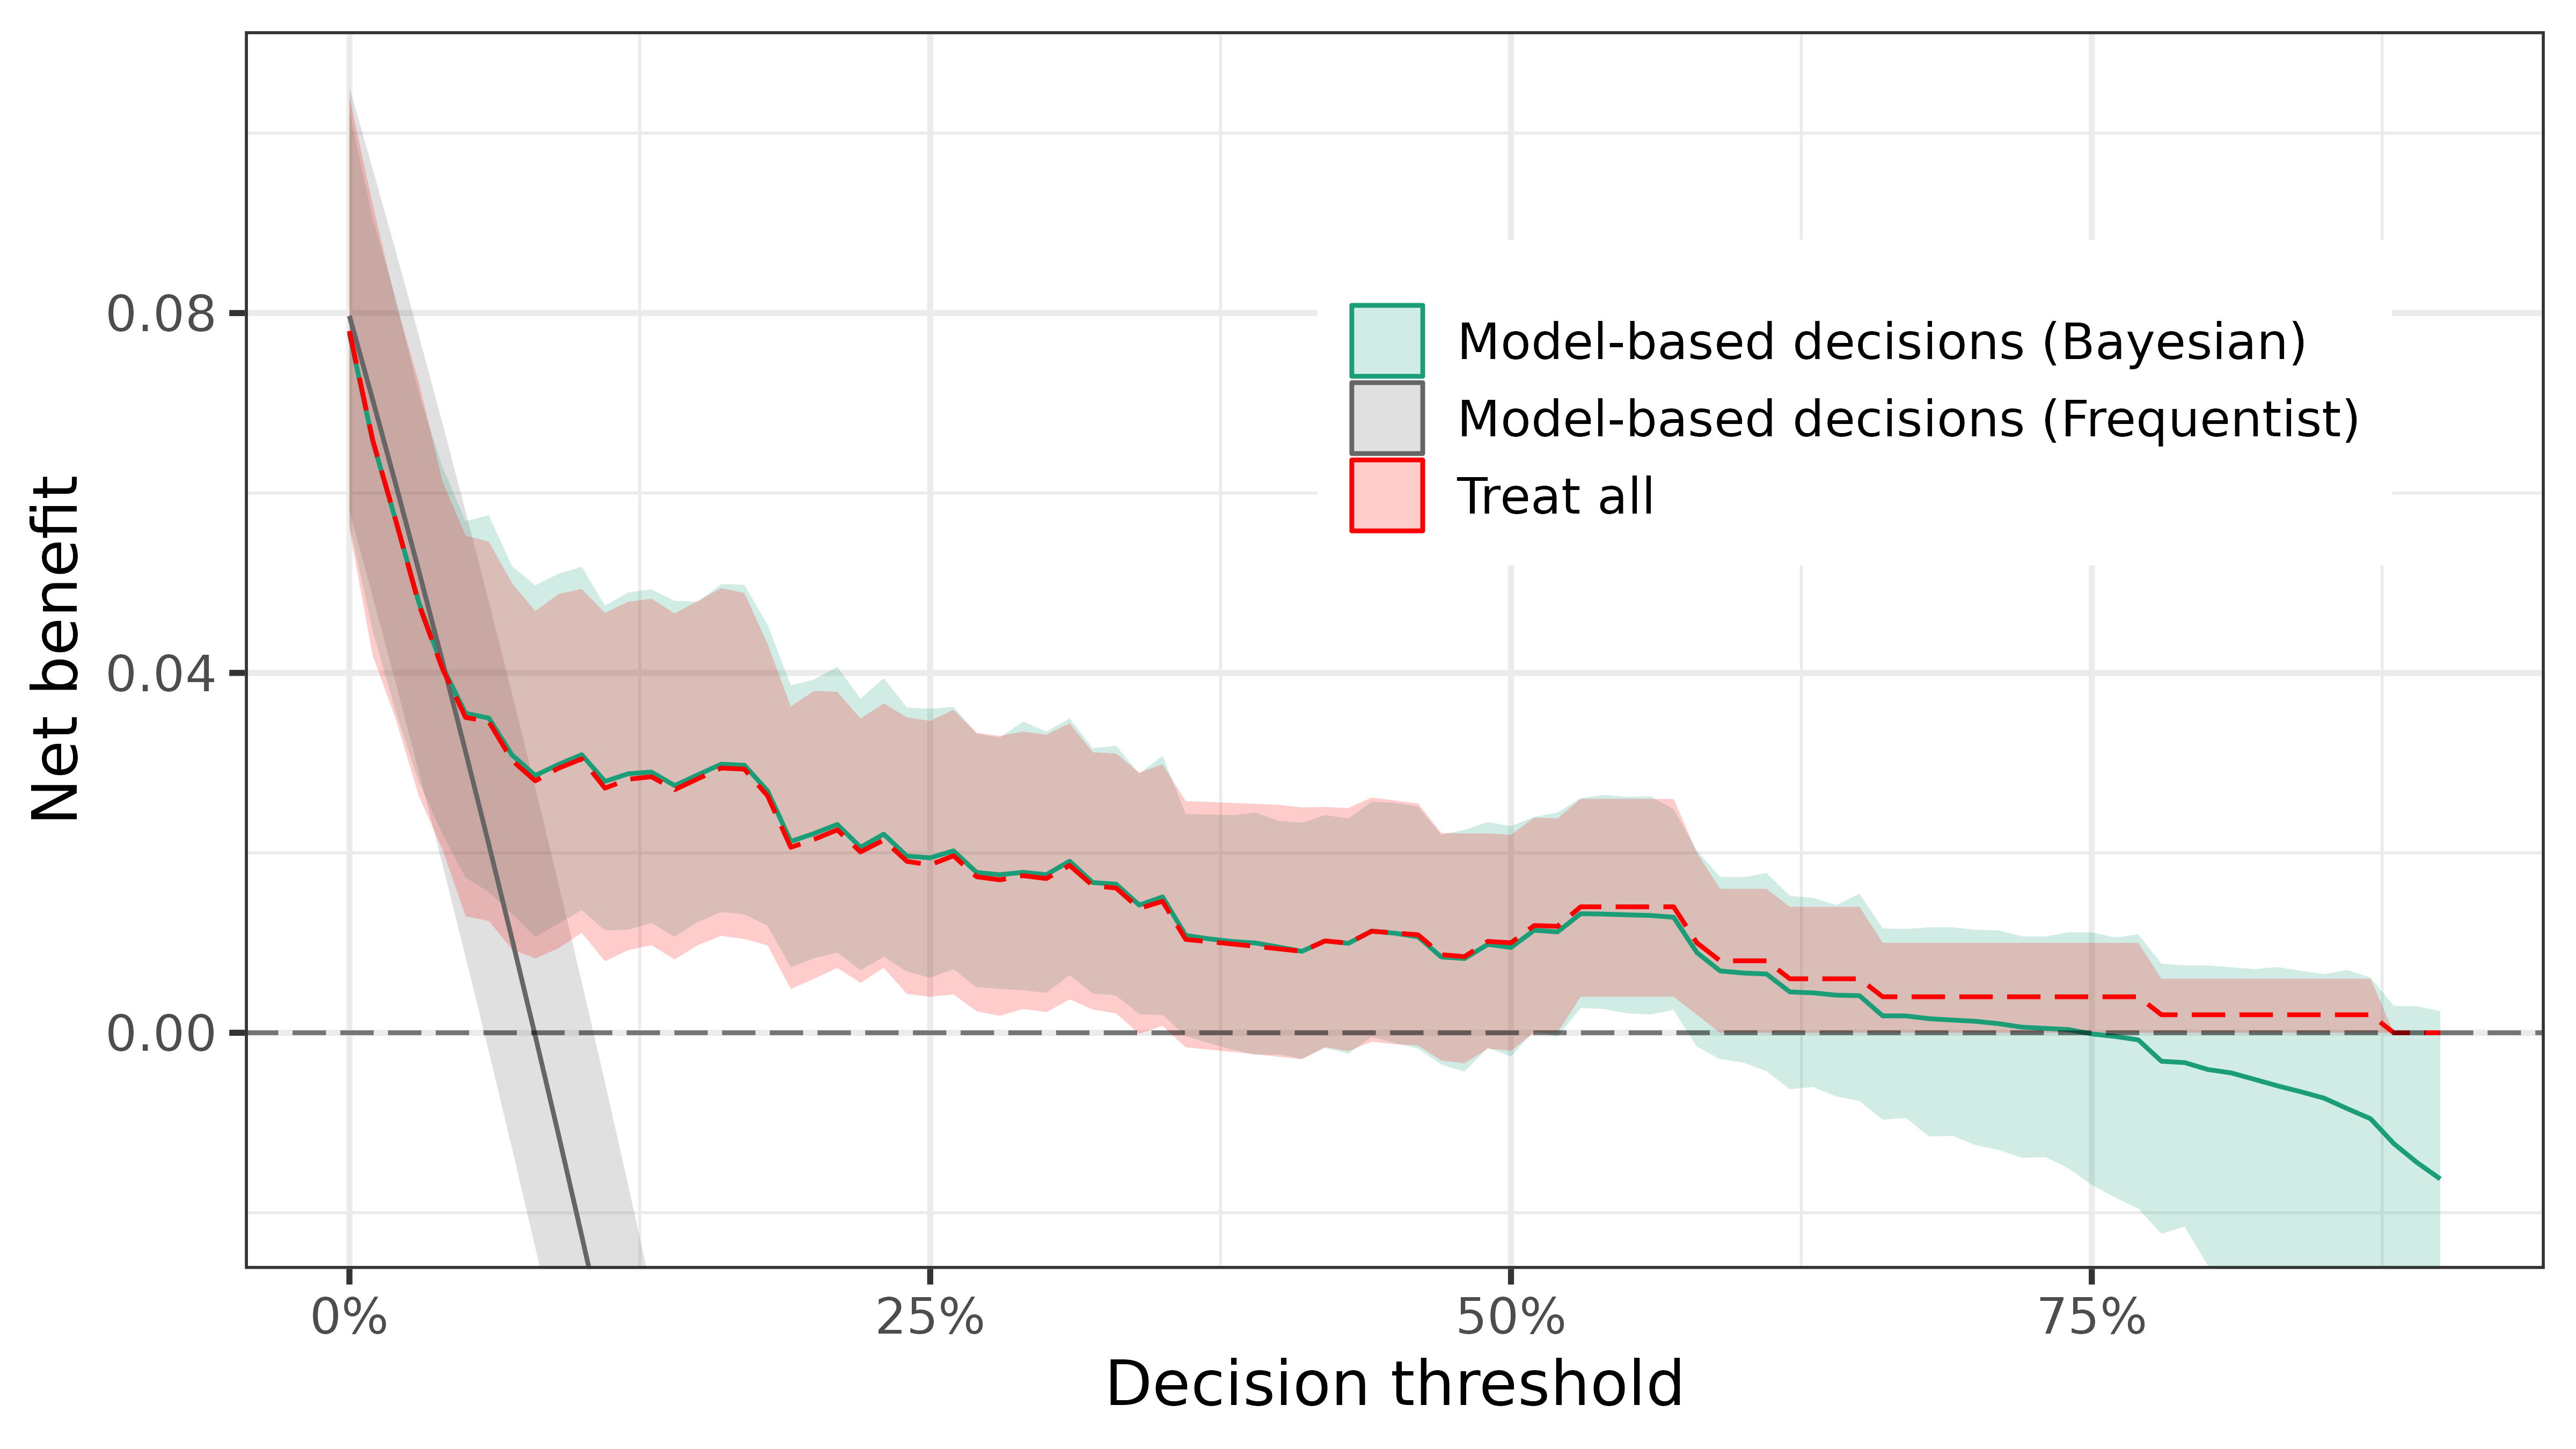 Net benefit
0.08
0.04
0.00
Model-based decisions (Bayesian)
Model-based decisions (Frequentist)
Treat all
0%
25%
50%
75%
Decision threshold